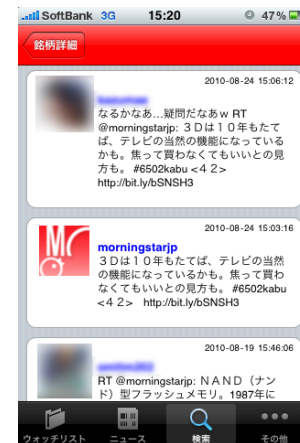 SoftBank 3G 15:20 47%
銘柄詳細
2010-08-24 15:06:12
なるかなあ…疑問だなあｗ RT
@morningstarjp: ３Ｄは１０年もたて
ば、テレビの当然の機能になっている
かも。焦って買わなくてもいいとの見
方も。 #6502kabu <４２>
http://bit.ly/bSNSH3
2010-08-24 15:03:16
morningstarjp
３Ｄは１０年もたてば、テレビの当然
の機能になっているかも。焦って買わ
なくてもいいとの見方も。 #6502kabu
<４２> http://bit.ly/bSNSH3
2010-08-19 15:46:06
RT @morningstarjp: ＮＡＮＤ（ナン
ド）型フラッシュメモリ。1987年に
ウォッチリスト ニュース 検索 その他